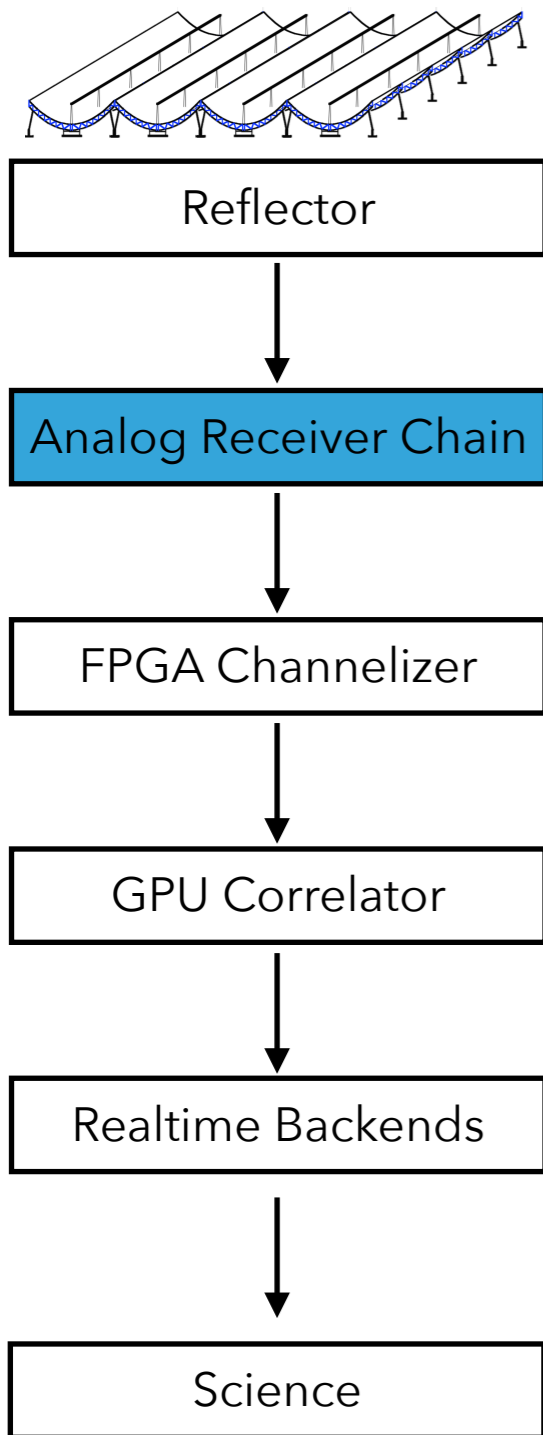 Reflector
Analog Receiver Chain
FPGA Channelizer
GPU Correlator
Realtime Backends
Science